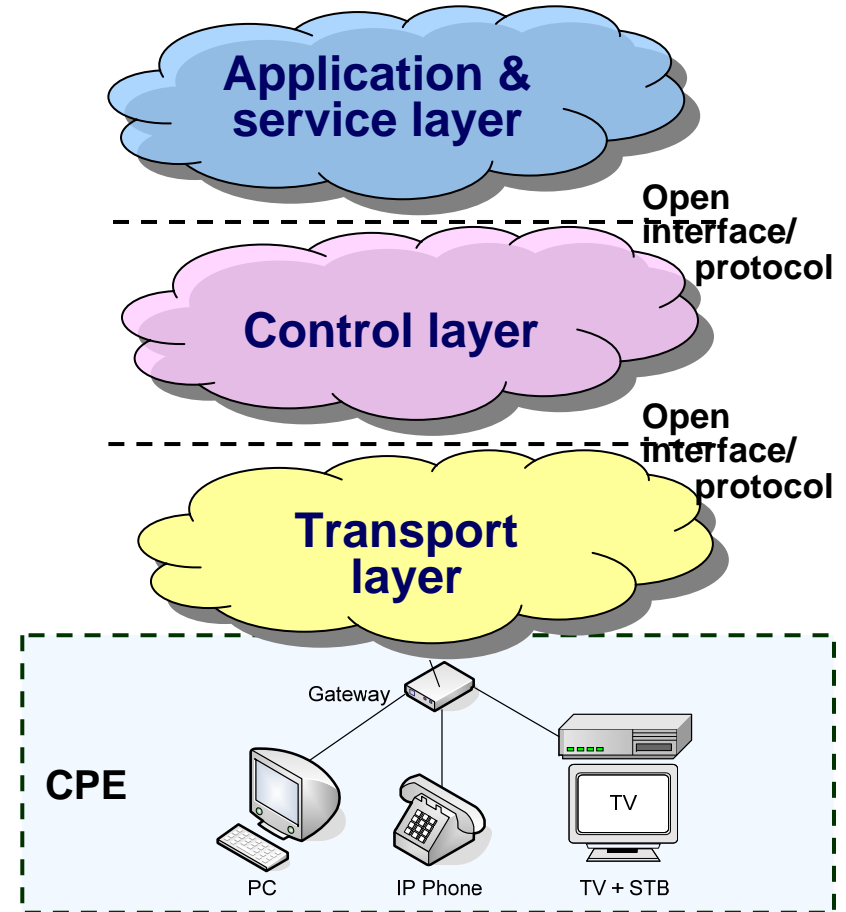 Application &
service layer
Open
interface/
protocol
Control layer
Open
interface/
protocol
Transport
layer
Gateway
CPE
TV
PC
IP Phone
TV + STB